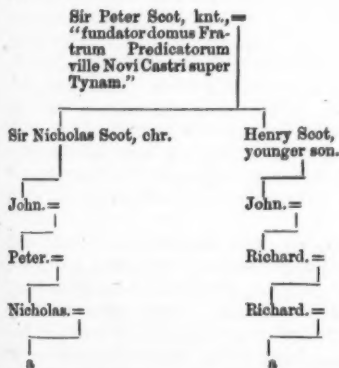 Sir Peter Scot, knt.,=
"fundator domus Fra-
trum Predicatorum
ville Novi Castri super
Tynam."
Sir Nicholas Scot, chr.
Henry Scot,
younger son.
John.=
John.=
Peter.=
Richard.=
Nicholas.=
Richard.=
a
a